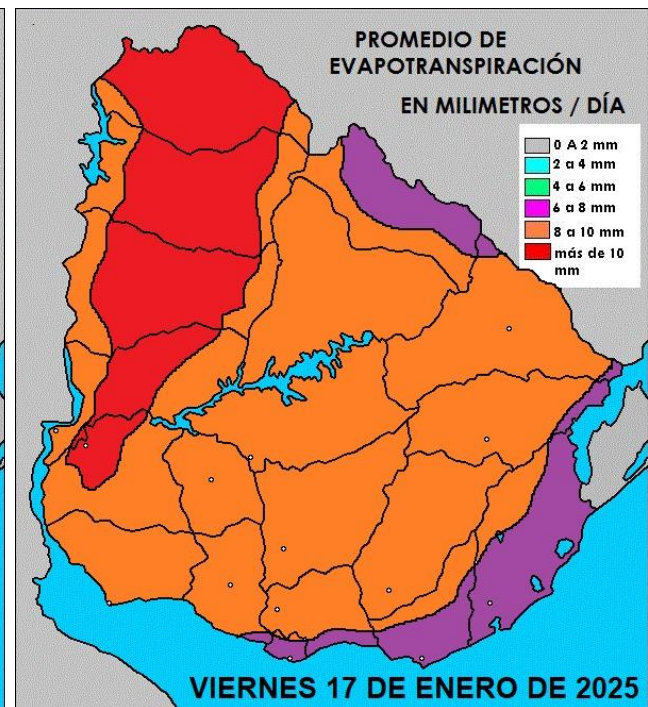 PROMEDIO DE
EVAPOTRANSPIRACIÓN
EN MILIMETROS / DÍA
0 A 2 mm
2 a 4 mm
4 a 6 mm
6 a 8 mm
8 a 10 mm
más de 10
mm
VIERNES 17 DE ENERO DE 2025